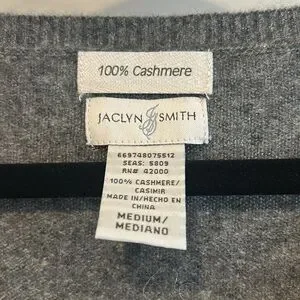 100% Cashmere
JACLYN SMITH
669748075512
SEAS: 5809
RN# 42000
100% CASHMERE/
CASIMIR
MADE IN/HECHO EN
CHINA
MEDIUM/
MEDIANO